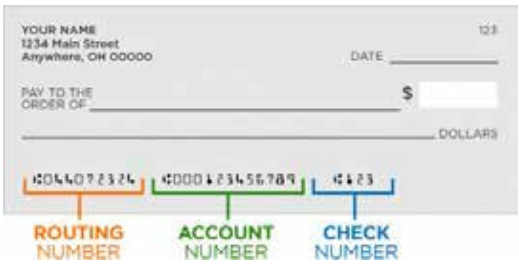 YOUR NAME 123
1234 Main Street
Anywhere, OH 00000 DATE
PAY TO THE
ORDER OF $
DOLLARS
⑆044072324 ⑆000123456789 ⑆123
ROUTING ACCOUNT CHECK
NUMBER NUMBER NUMBER